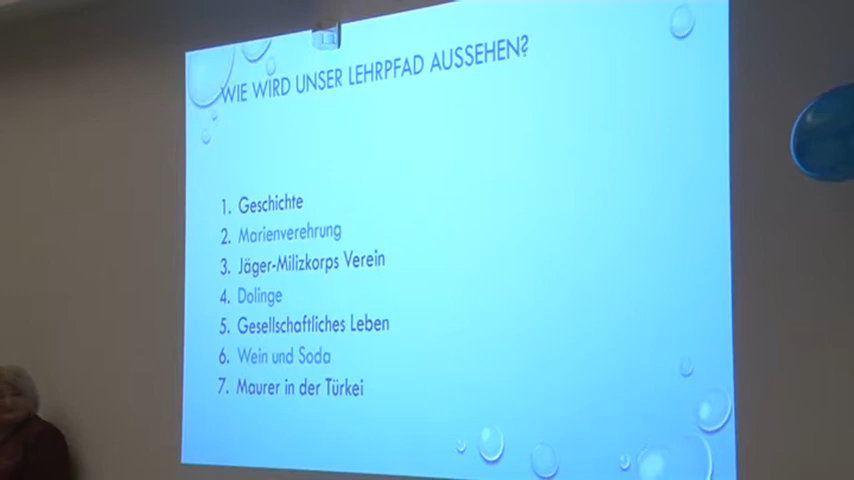 WIE WIRD UNSER LEHRPFAD AUSSEHEN?
1. Geschichte
2. Marienverehrung
3. Jäger-Milizkorps Verein
4. Dolinge
5. Gesellschaftliches Leben
6. Wein und Soda
7. Maurer in der Türkei